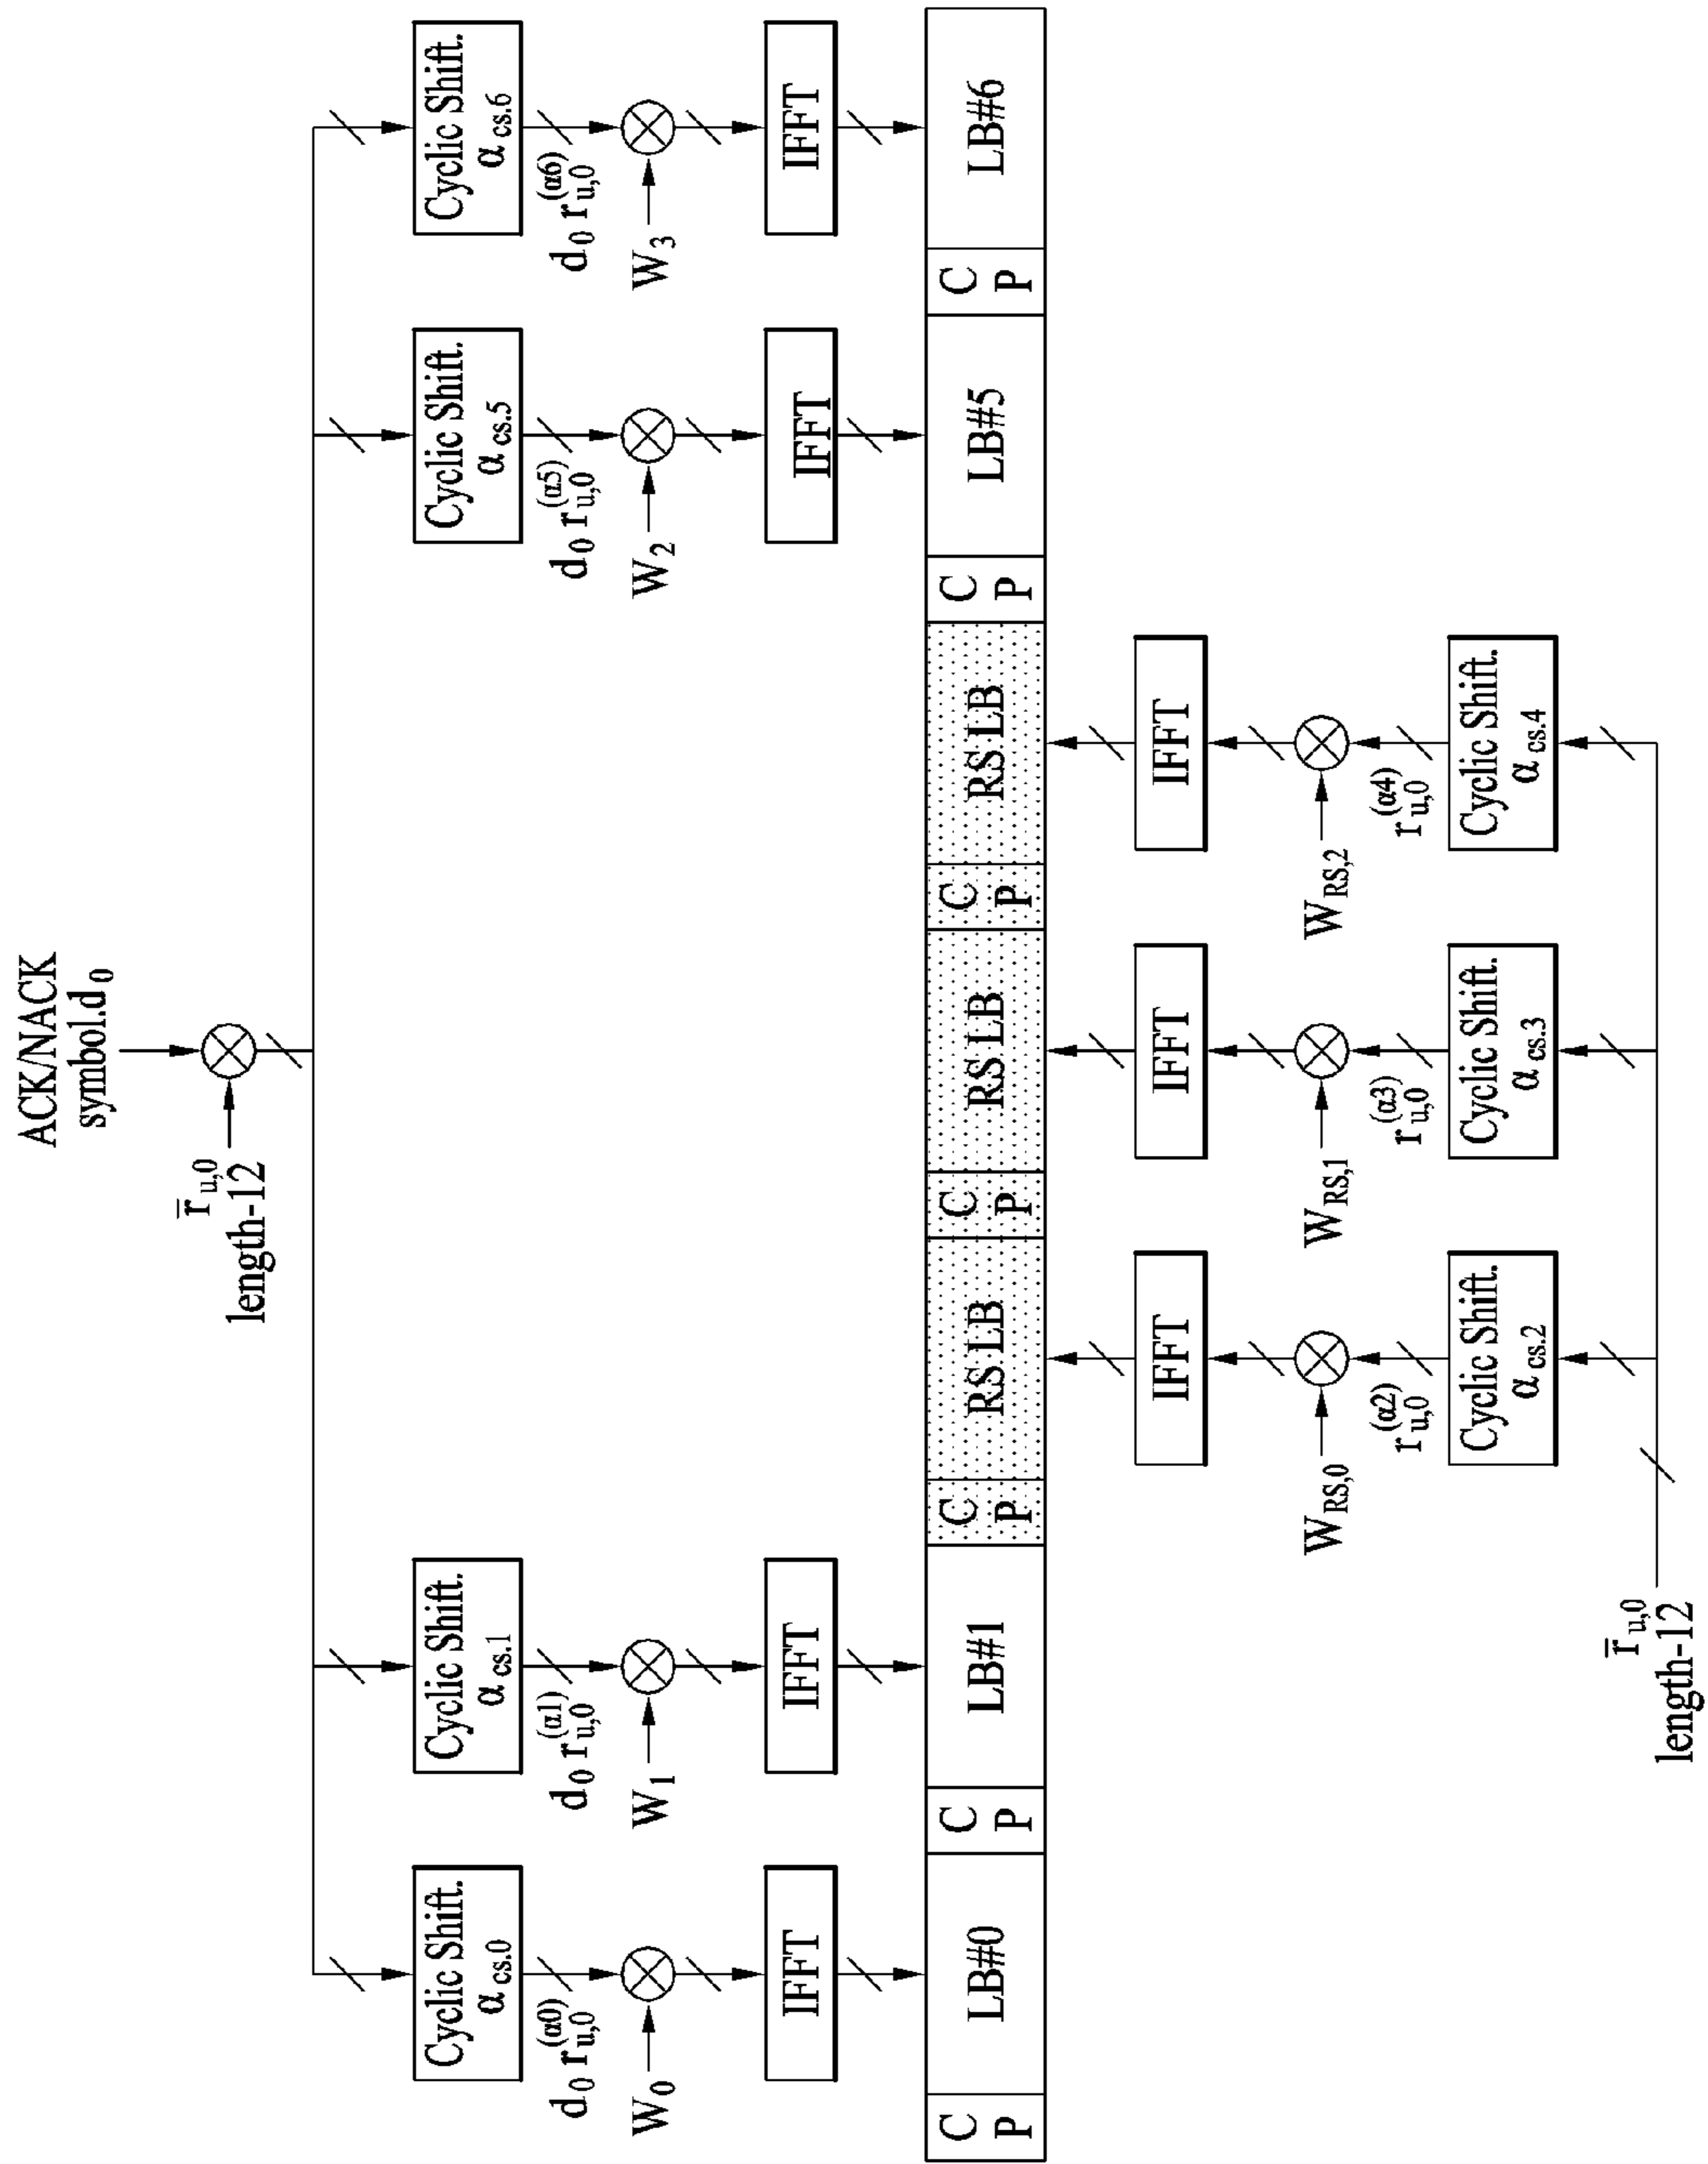 ACK/NACK
symbol.d0
r̄u,0
length-12
Cyclic Shift.
αcs.0
Cyclic Shift.
αcs.1
Cyclic Shift.
αcs.5
Cyclic Shift.
αcs.6
d0 ru,0(α0)
d0 ru,0(α1)
d0 ru,0(α5)
d0 ru,0(α6)
W0
W1
W2
W3
IFFT
IFFT
IFFT
IFFT
CP
LB#0
CP
LB#1
CP
RS LB
CP
RS LB
CP
RS LB
CP
LB#5
CP
LB#6
IFFT
IFFT
IFFT
WRS,0
WRS,1
WRS,2
ru,0(α2)
ru,0(α3)
ru,0(α4)
Cyclic Shift.
αcs.2
Cyclic Shift.
αcs.3
Cyclic Shift.
αcs.4
r̄u,0
length-12